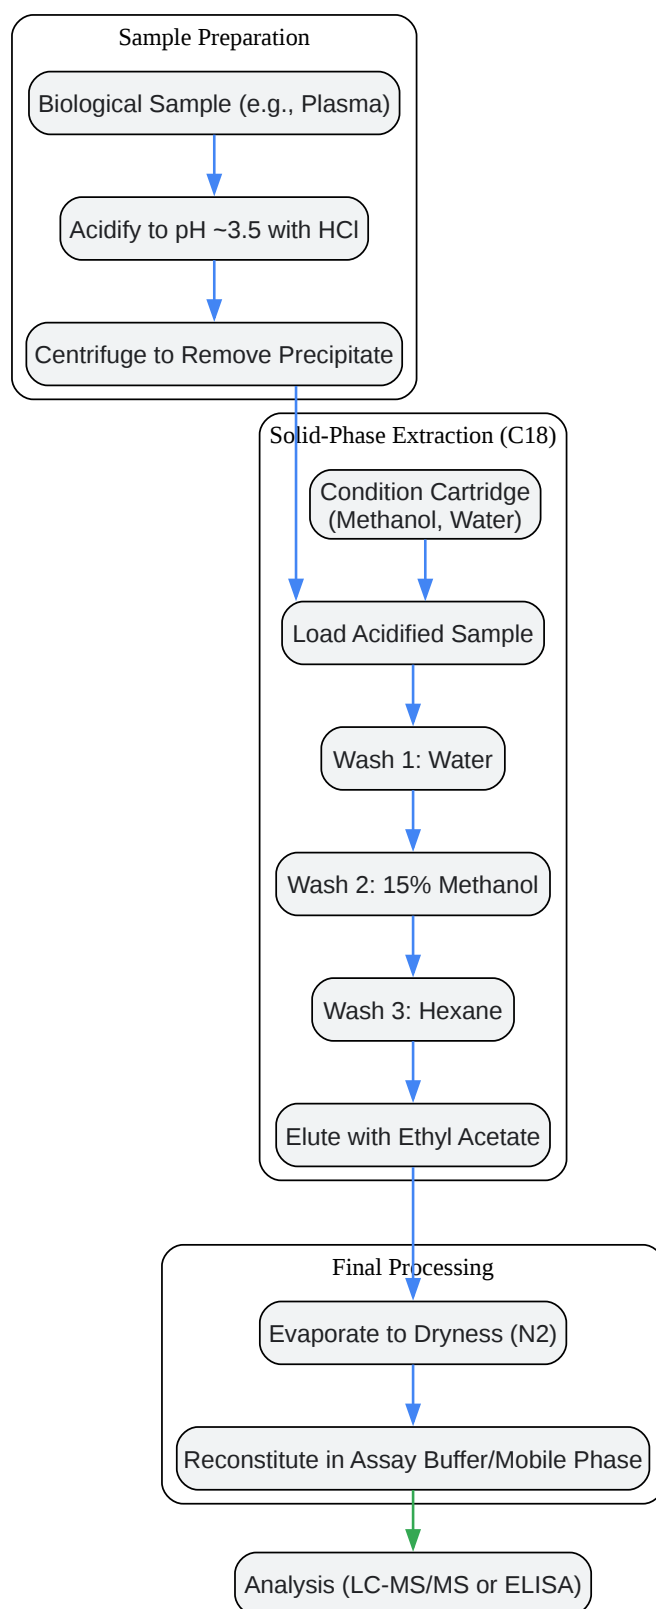 Sample Preparation
Biological Sample (e.g., Plasma)
Acidify to pH ~3.5 with HCl
Centrifuge to Remove Precipitate
Solid-Phase Extraction (C18)
Condition Cartridge
(Methanol, Water)
Load Acidified Sample
Wash 1: Water
Wash 2: 15% Methanol
Wash 3: Hexane
Elute with Ethyl Acetate
Final Processing
Evaporate to Dryness (N2)
Reconstitute in Assay Buffer/Mobile Phase
Analysis (LC-MS/MS or ELISA)